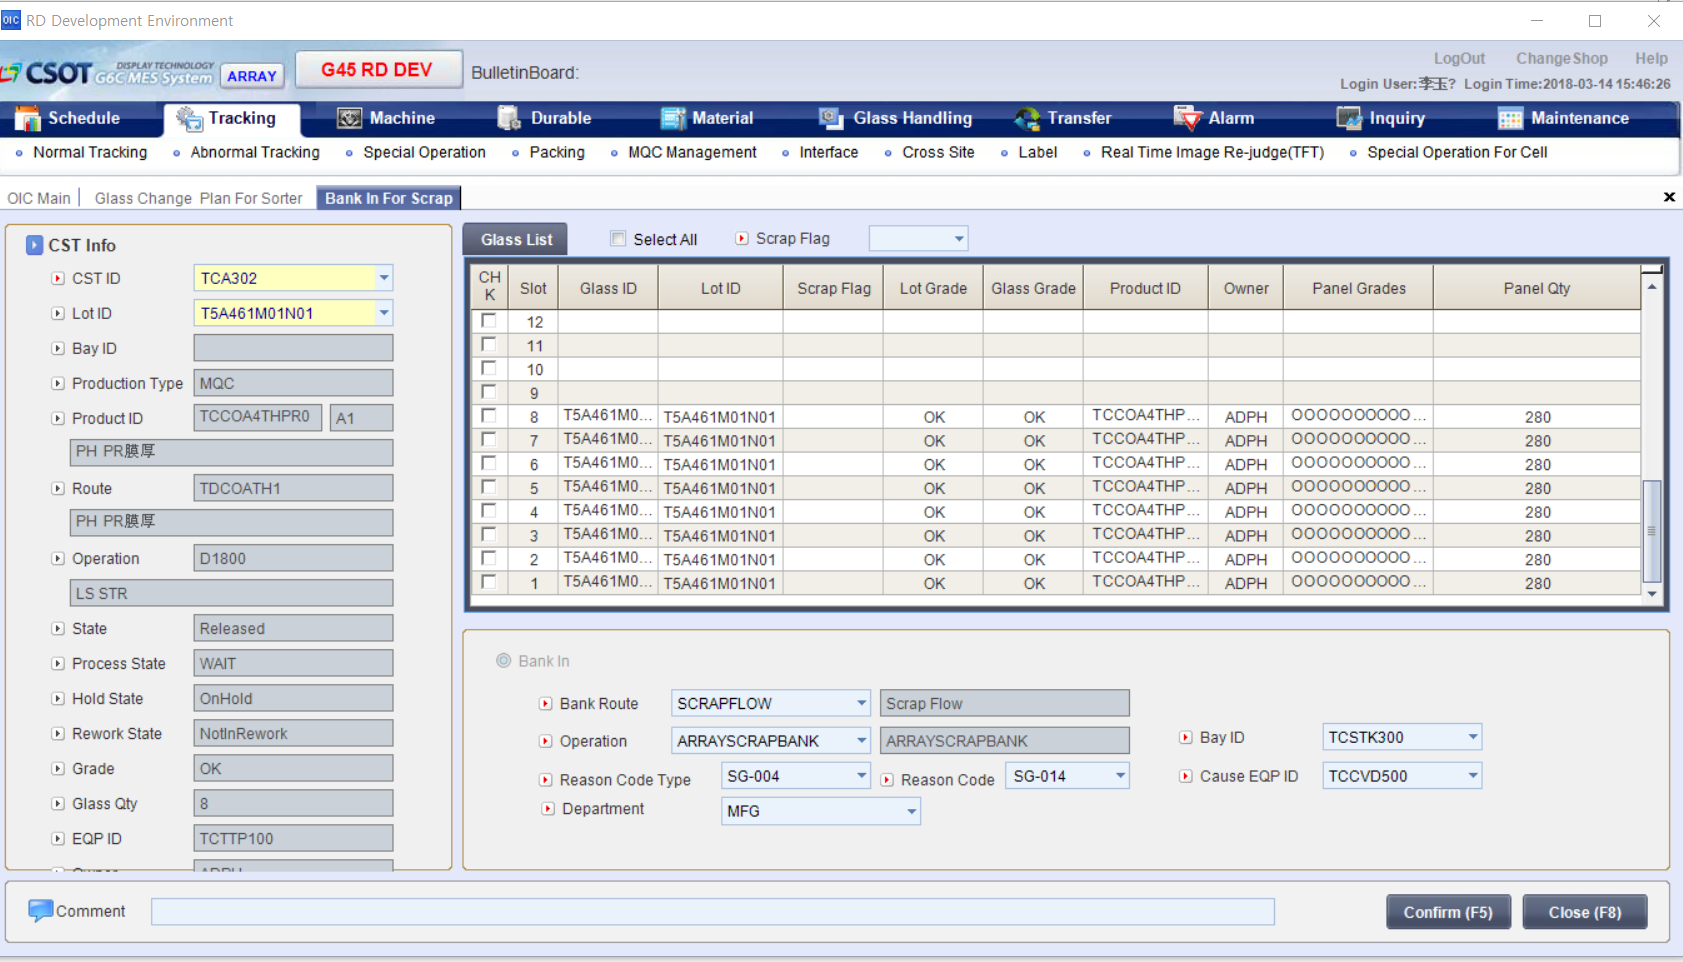 OIC RD Development Environment
CSOT DISPLAY TECHNOLOGY G6C MES System ARRAY G45 RD DEV BulletinBoard:
LogOut ChangeShop Help
Login User:李玉? Login Time:2018-03-14 15:46:26
Schedule Tracking Machine Durable Material Glass Handling Transfer Alarm Inquiry Maintenance
Normal Tracking Abnormal Tracking Special Operation Packing MQC Management Interface Cross Site Label Real Time Image Re-judge(TFT) Special Operation For Cell
OIC Main Glass Change Plan For Sorter Bank In For Scrap
CST Info
CST ID TCA302
Lot ID T5A461M01N01
Bay ID
Production Type MQC
Product ID TCCOA4THPR0 A1
PH PR膜厚
Route TDCOATH1
PH PR膜厚
Operation D1800
LS STR
State Released
Process State WAIT
Hold State OnHold
Rework State NotInRework
Grade OK
Glass Qty 8
EQP ID TCTTP100
Owner ADPH
Glass List Select All Scrap Flag
CHK Slot Glass ID Lot ID Scrap Flag Lot Grade Glass Grade Product ID Owner Panel Grades Panel Qty
12
11
10
9
8 T5A461M0... T5A461M01N01 OK OK TCCOA4THP... ADPH OOOOOOOOOO... 280
7 T5A461M0... T5A461M01N01 OK OK TCCOA4THP... ADPH OOOOOOOOOO... 280
6 T5A461M0... T5A461M01N01 OK OK TCCOA4THP... ADPH OOOOOOOOOO... 280
5 T5A461M0... T5A461M01N01 OK OK TCCOA4THP... ADPH OOOOOOOOOO... 280
4 T5A461M0... T5A461M01N01 OK OK TCCOA4THP... ADPH OOOOOOOOOO... 280
3 T5A461M0... T5A461M01N01 OK OK TCCOA4THP... ADPH OOOOOOOOOO... 280
2 T5A461M0... T5A461M01N01 OK OK TCCOA4THP... ADPH OOOOOOOOOO... 280
1 T5A461M0... T5A461M01N01 OK OK TCCOA4THP... ADPH OOOOOOOOOO... 280
Bank In
Bank Route SCRAPFLOW Scrap Flow
Operation ARRAYSCRAPBANK ARRAYSCRAPBANK Bay ID TCSTK300
Reason Code Type SG-004 Reason Code SG-014 Cause EQP ID TCCVD500
Department MFG
Comment Confirm (F5) Close (F8)